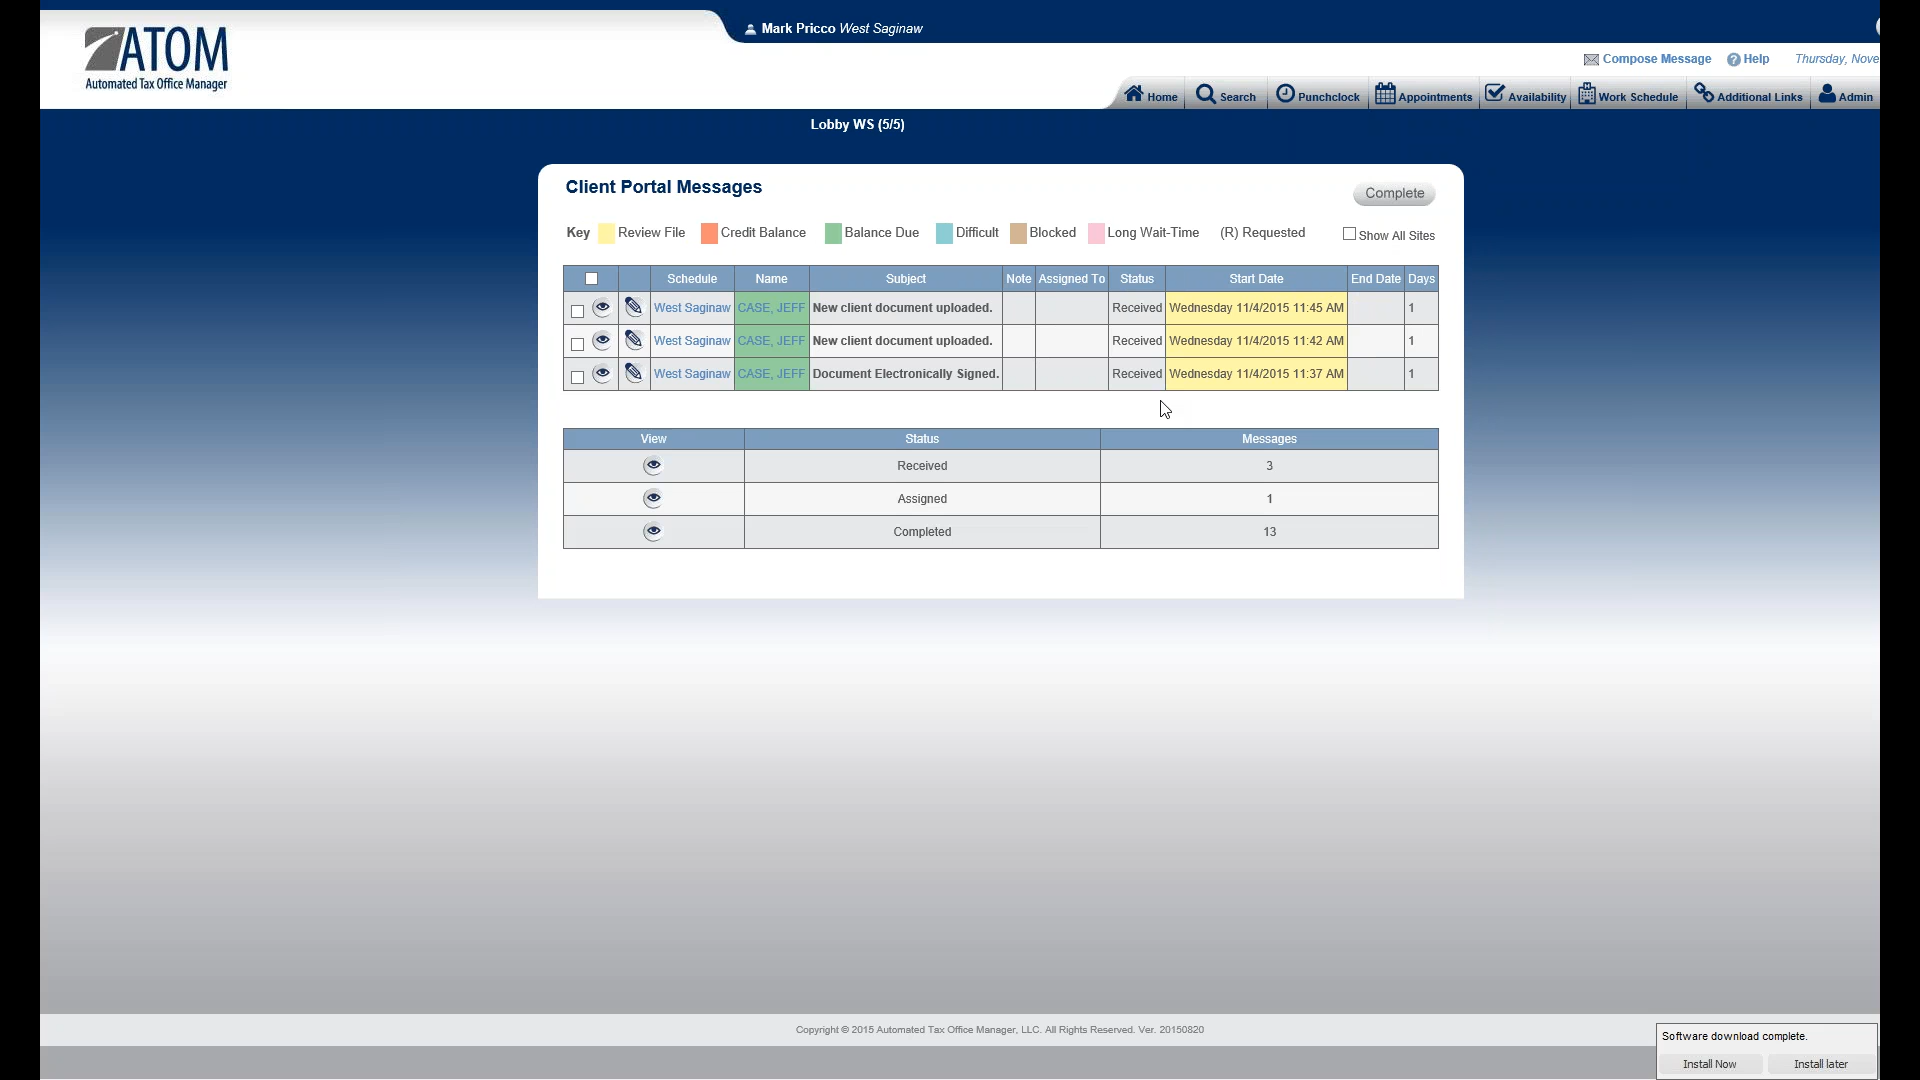 Mark Pricco West Saginaw
ATOM
Automated Tax Office Manager
Compose Message Help Thursday, Nove
Home Search Punchclock Appointments Availability Work Schedule Additional Links Admin
Lobby WS (5/5)
Client Portal Messages
Complete
Key Review File Credit Balance Balance Due Difficult Blocked Long Wait-Time (R) Requested Show All Sites
Schedule Name Subject Note Assigned To Status Start Date End Date Days
West Saginaw CASE, JEFF New client document uploaded. Received Wednesday 11/4/2015 11:45 AM 1
West Saginaw CASE, JEFF New client document uploaded. Received Wednesday 11/4/2015 11:42 AM 1
West Saginaw CASE, JEFF Document Electronically Signed. Received Wednesday 11/4/2015 11:37 AM 1
View Status Messages
Received 3
Assigned 1
Completed 13
Copyright © 2015 Automated Tax Office Manager, LLC. All Rights Reserved. Ver. 20150820
Software download complete.
Install Now Install later